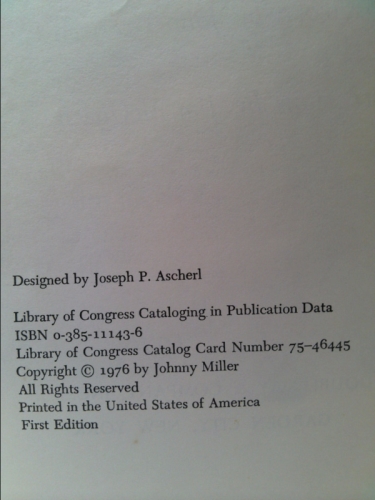 Designed by Joseph P. Ascherl
Library of Congress Cataloging in Publication Data
ISBN 0-385-11143-6
Library of Congress Catalog Card Number 75–46445
Copyright © 1976 by Johnny Miller
All Rights Reserved
Printed in the United States of America
First Edition